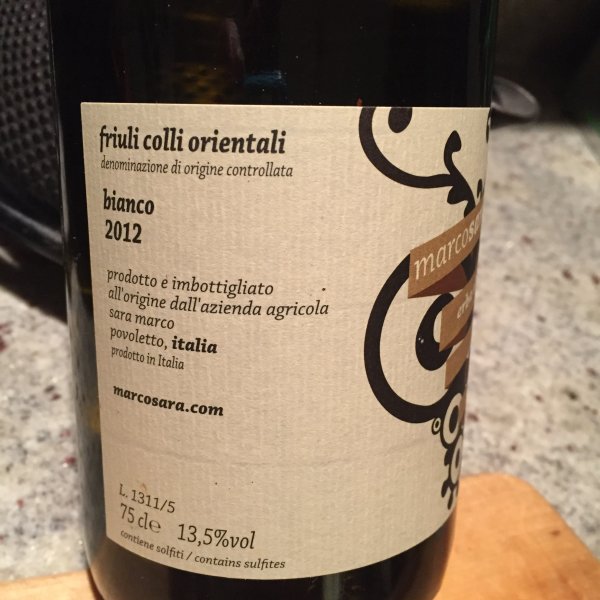 friuli colli orientali
denominazione di origine controllata
bianco
2012
prodotto e imbottigliato
all'origine dall'azienda agricola
sara marco
povoletto, italia
prodotto in Italia
marcosara.com
L. 1311/5
75 cl℮ 13,5%vol
contiene solfiti / contains sulfites
marcosara